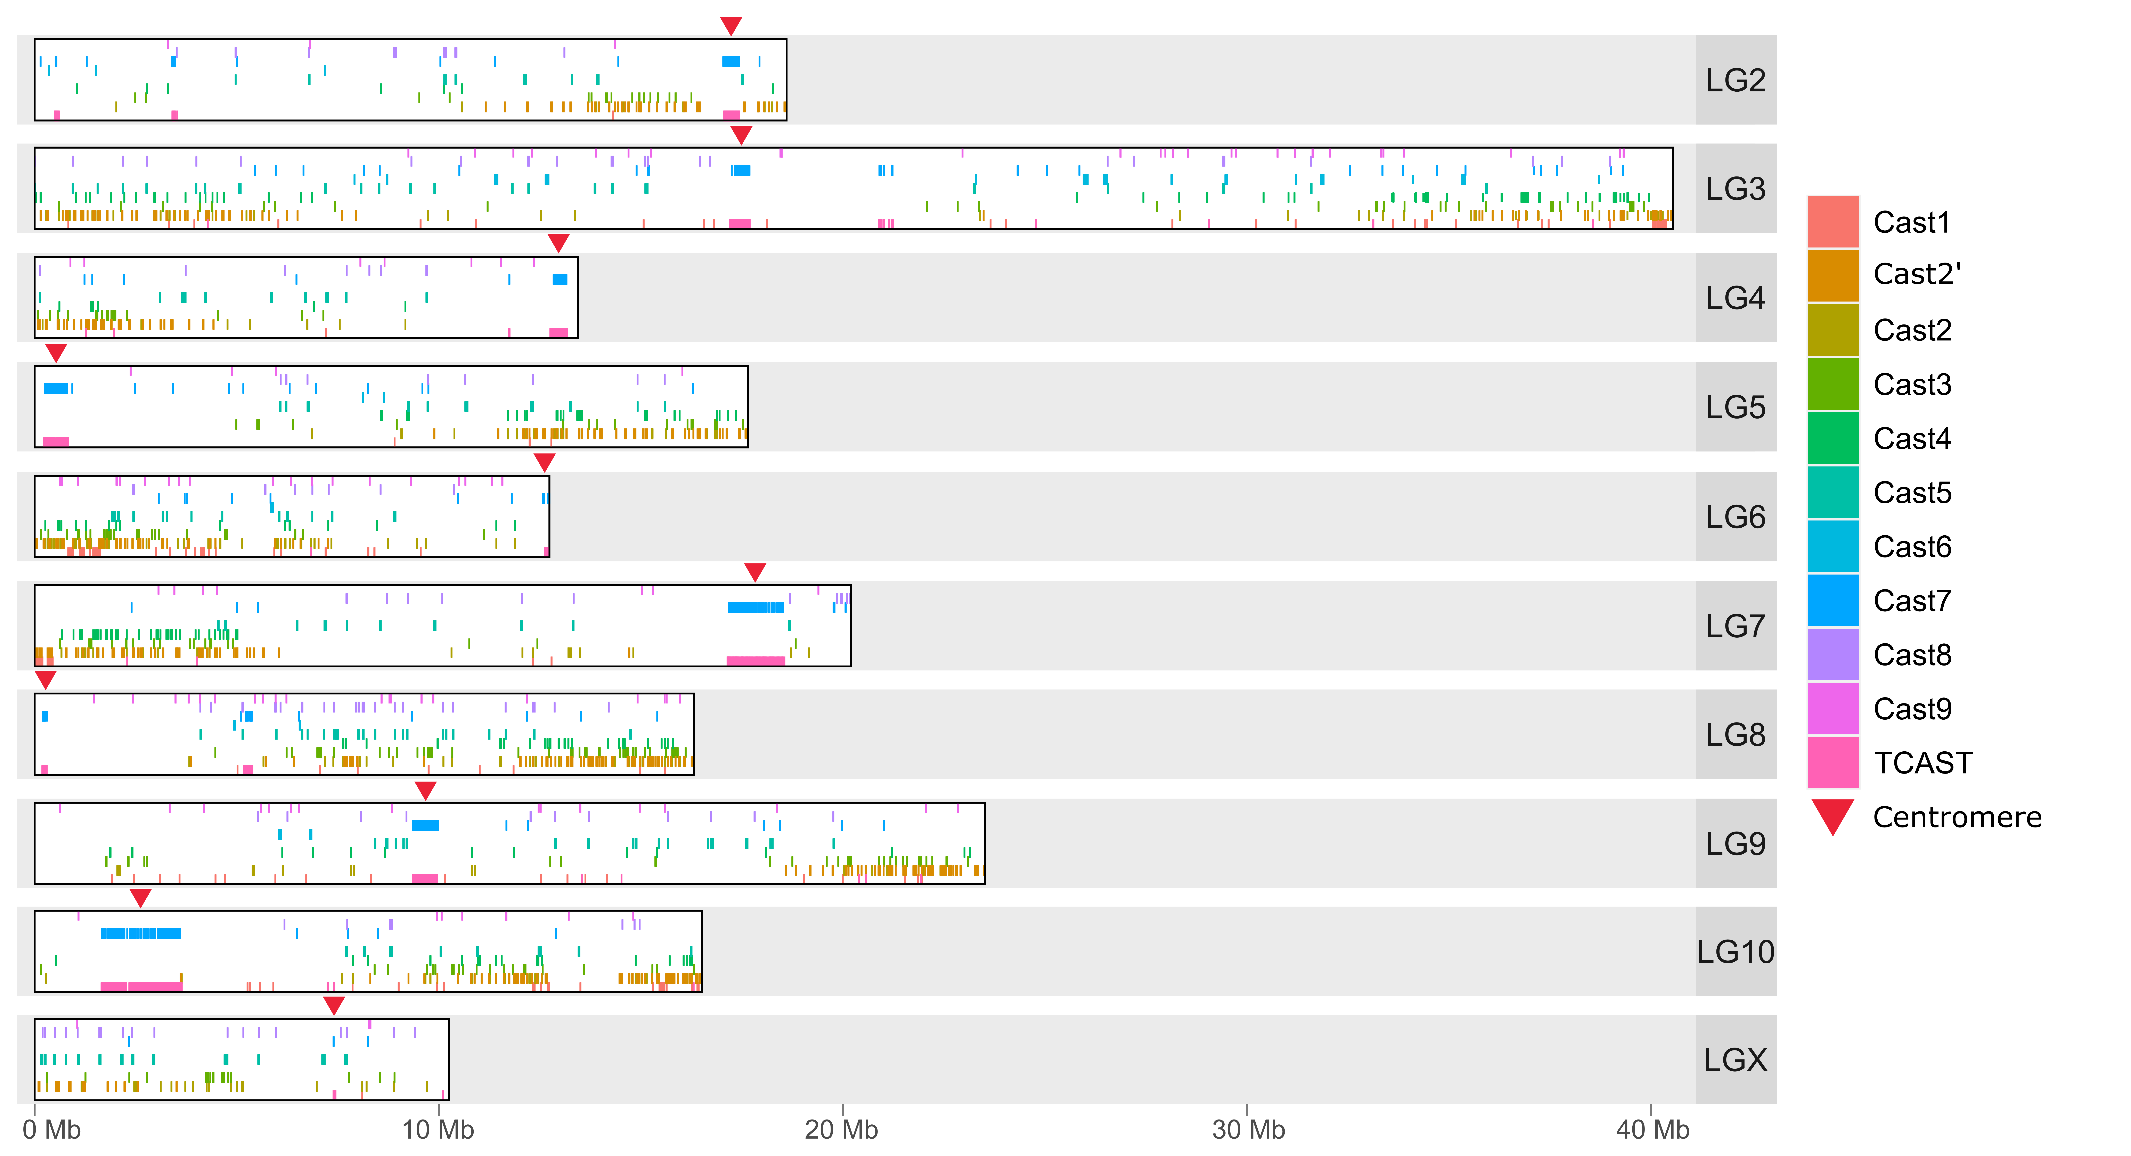 LG2
LG3
LG4
LG5
LG6
LG7
LG8
LG9
LG10
LGX
0 Mb
10 Mb
20 Mb
30 Mb
40 Mb
Cast1
Cast2'
Cast2
Cast3
Cast4
Cast5
Cast6
Cast7
Cast8
Cast9
TCAST
Centromere